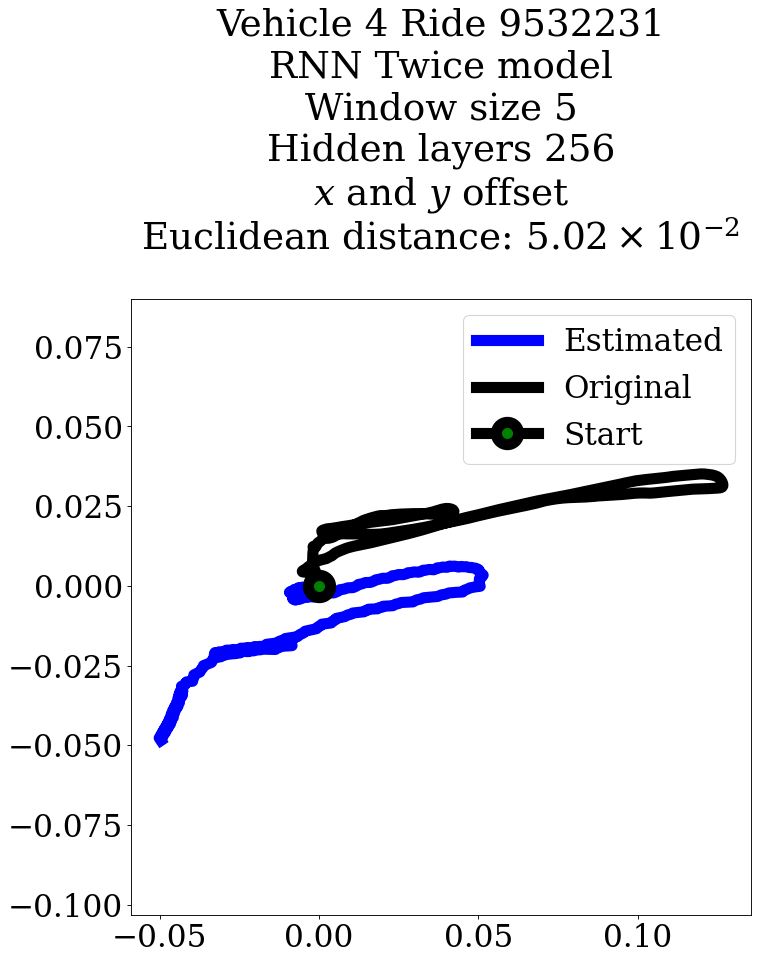 Vehicle 4 Ride 9532231
RNN Twice model
Window size 5
Hidden layers 256
x and y offset
Euclidean distance: 5.02 × 10⁻²
Estimated
Original
Start
0.075
0.050
0.025
0.000
−0.025
−0.050
−0.075
−0.100
−0.05 0.00 0.05 0.10